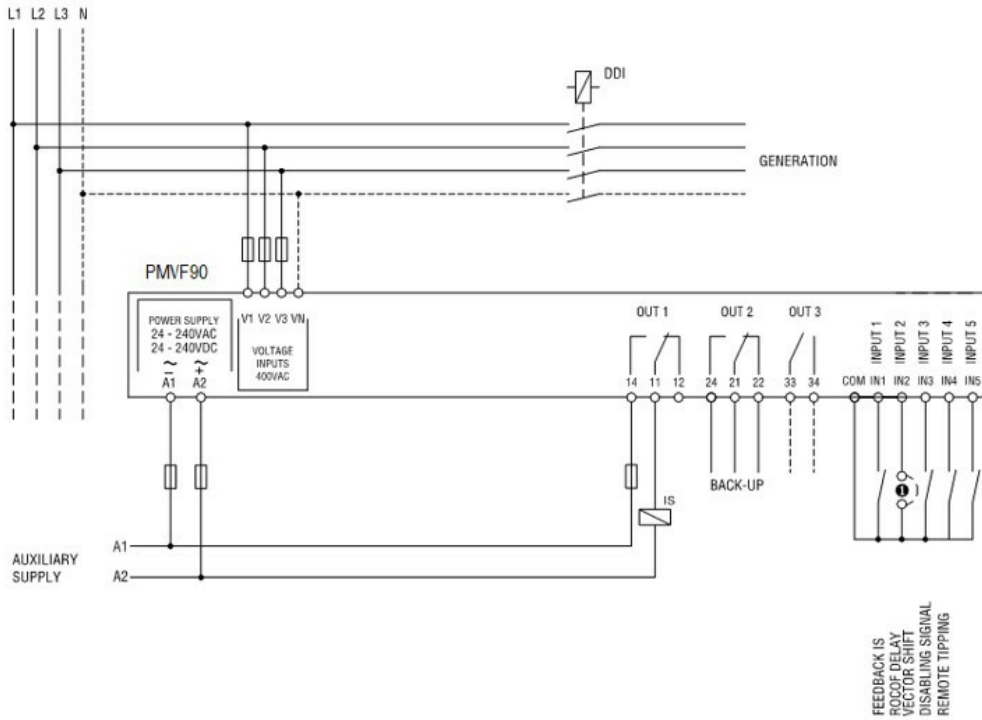 L1 L2 L3 N
DDI
GENERATION
PMVF90
POWER SUPPLY
24 - 240VAC
24 - 240VDC
~ ~
− +
A1 A2
V1 V2 V3 VN
VOLTAGE
INPUTS
400VAC
OUT 1
OUT 2
OUT 3
14 11 12
24 21 22
33 34
INPUT 1
INPUT 2
INPUT 3
INPUT 4
INPUT 5
COM IN1 IN2 IN3 IN4 IN5
BACK-UP
IS
1
AUXILIARY
SUPPLY
A1
A2
FEEDBACK IS
ROCOF DELAY
VECTOR SHIFT
DISABLING SIGNAL
REMOTE TIPPING